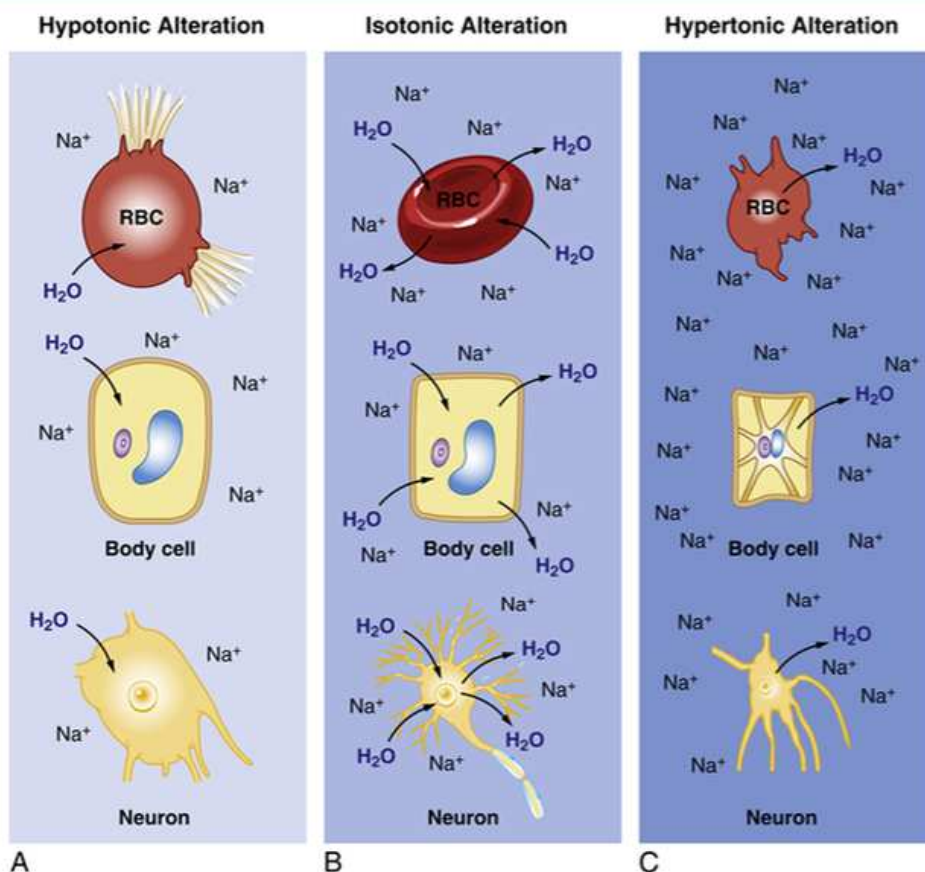 Hypotonic Alteration
Na⁺
Na⁺
RBC
H₂O
H₂O
Na⁺
Na⁺
Na⁺
Na⁺
Body cell
H₂O
Na⁺
Na⁺
Neuron
A
Isotonic Alteration
Na⁺
H₂O
Na⁺
H₂O
Na⁺
RBC
Na⁺
H₂O
H₂O
Na⁺
Na⁺
H₂O
Na⁺
H₂O
Na⁺
Na⁺
H₂O
Na⁺
Body cell
H₂O
Na⁺
H₂O
H₂O
Na⁺
Na⁺
H₂O
H₂O
Na⁺
Neuron
B
Hypertonic Alteration
Na⁺
Na⁺
Na⁺
H₂O
Na⁺
Na⁺
RBC
Na⁺
Na⁺
Na⁺
Na⁺
Na⁺
Na⁺
Na⁺
Na⁺
Na⁺
H₂O
Na⁺
Na⁺
Na⁺
Na⁺
Na⁺
Body cell
Na⁺
Na⁺
Na⁺
H₂O
Na⁺
Na⁺
Na⁺
Na⁺
Neuron
C